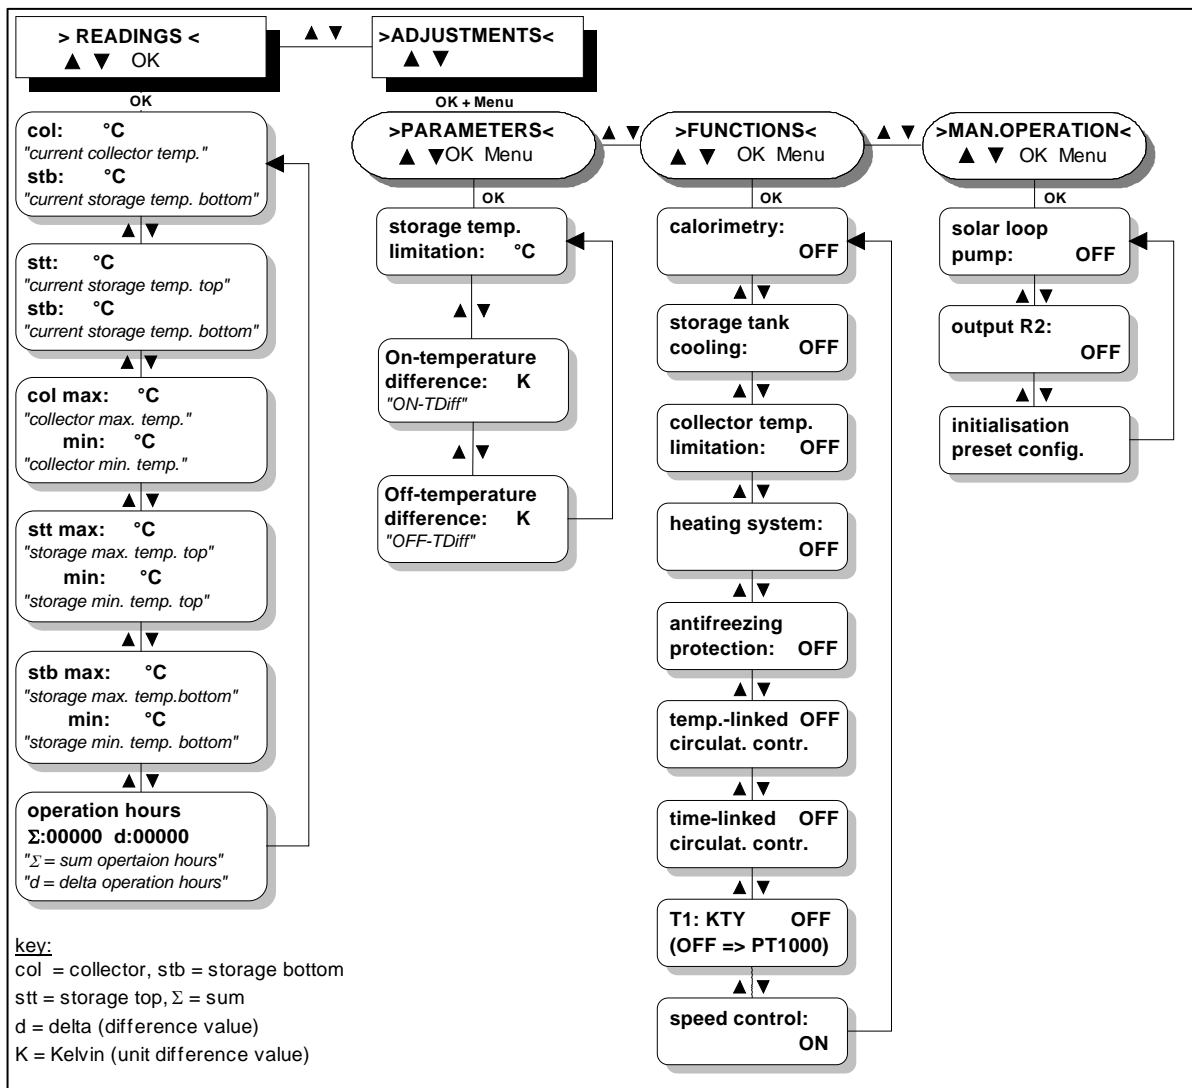 > READINGS <
▲ ▼ OK
▲ ▼
>ADJUSTMENTS<
▲ ▼
OK
col: °C
"current collector temp."
stb: °C
"current storage temp. bottom"
▲ ▼
stt: °C
"current storage temp. top"
stb: °C
"current storage temp. bottom"
▲ ▼
col max: °C
"collector max. temp."
min: °C
"collector min. temp."
▲ ▼
stt max: °C
"storage max. temp. top"
min: °C
"storage min. temp. top"
▲ ▼
stb max: °C
"storage max. temp.bottom"
min: °C
"storage min. temp. bottom"
▲ ▼
operation hours
Σ:00000 d:00000
"Σ = sum opertaion hours"
"d = delta operation hours"
OK + Menu
>PARAMETERS<
▲ ▼OK Menu
▲ ▼
OK
storage temp.
limitation: °C
▲ ▼
On-temperature
difference: K
"ON-TDiff"
▲ ▼
Off-temperature
difference: K
"OFF-TDiff"
>FUNCTIONS<
▲ ▼ OK Menu
▲ ▼
OK
calorimetry:
OFF
▲ ▼
storage tank
cooling: OFF
▲ ▼
collector temp.
limitation: OFF
▲ ▼
heating system:
OFF
▲ ▼
antifreezing
protection: OFF
▲ ▼
temp.-linked OFF
circulat. contr.
▲ ▼
time-linked OFF
circulat. contr.
▲ ▼
T1: KTY OFF
(OFF => PT1000)
▲ ▼
speed control:
ON
>MAN.OPERATION<
▲ ▼ OK Menu
OK
solar loop
pump: OFF
▲ ▼
output R2:
OFF
▲ ▼
initialisation
preset config.
key:
col = collector, stb = storage bottom
stt = storage top, Σ = sum
d = delta (difference value)
K = Kelvin (unit difference value)